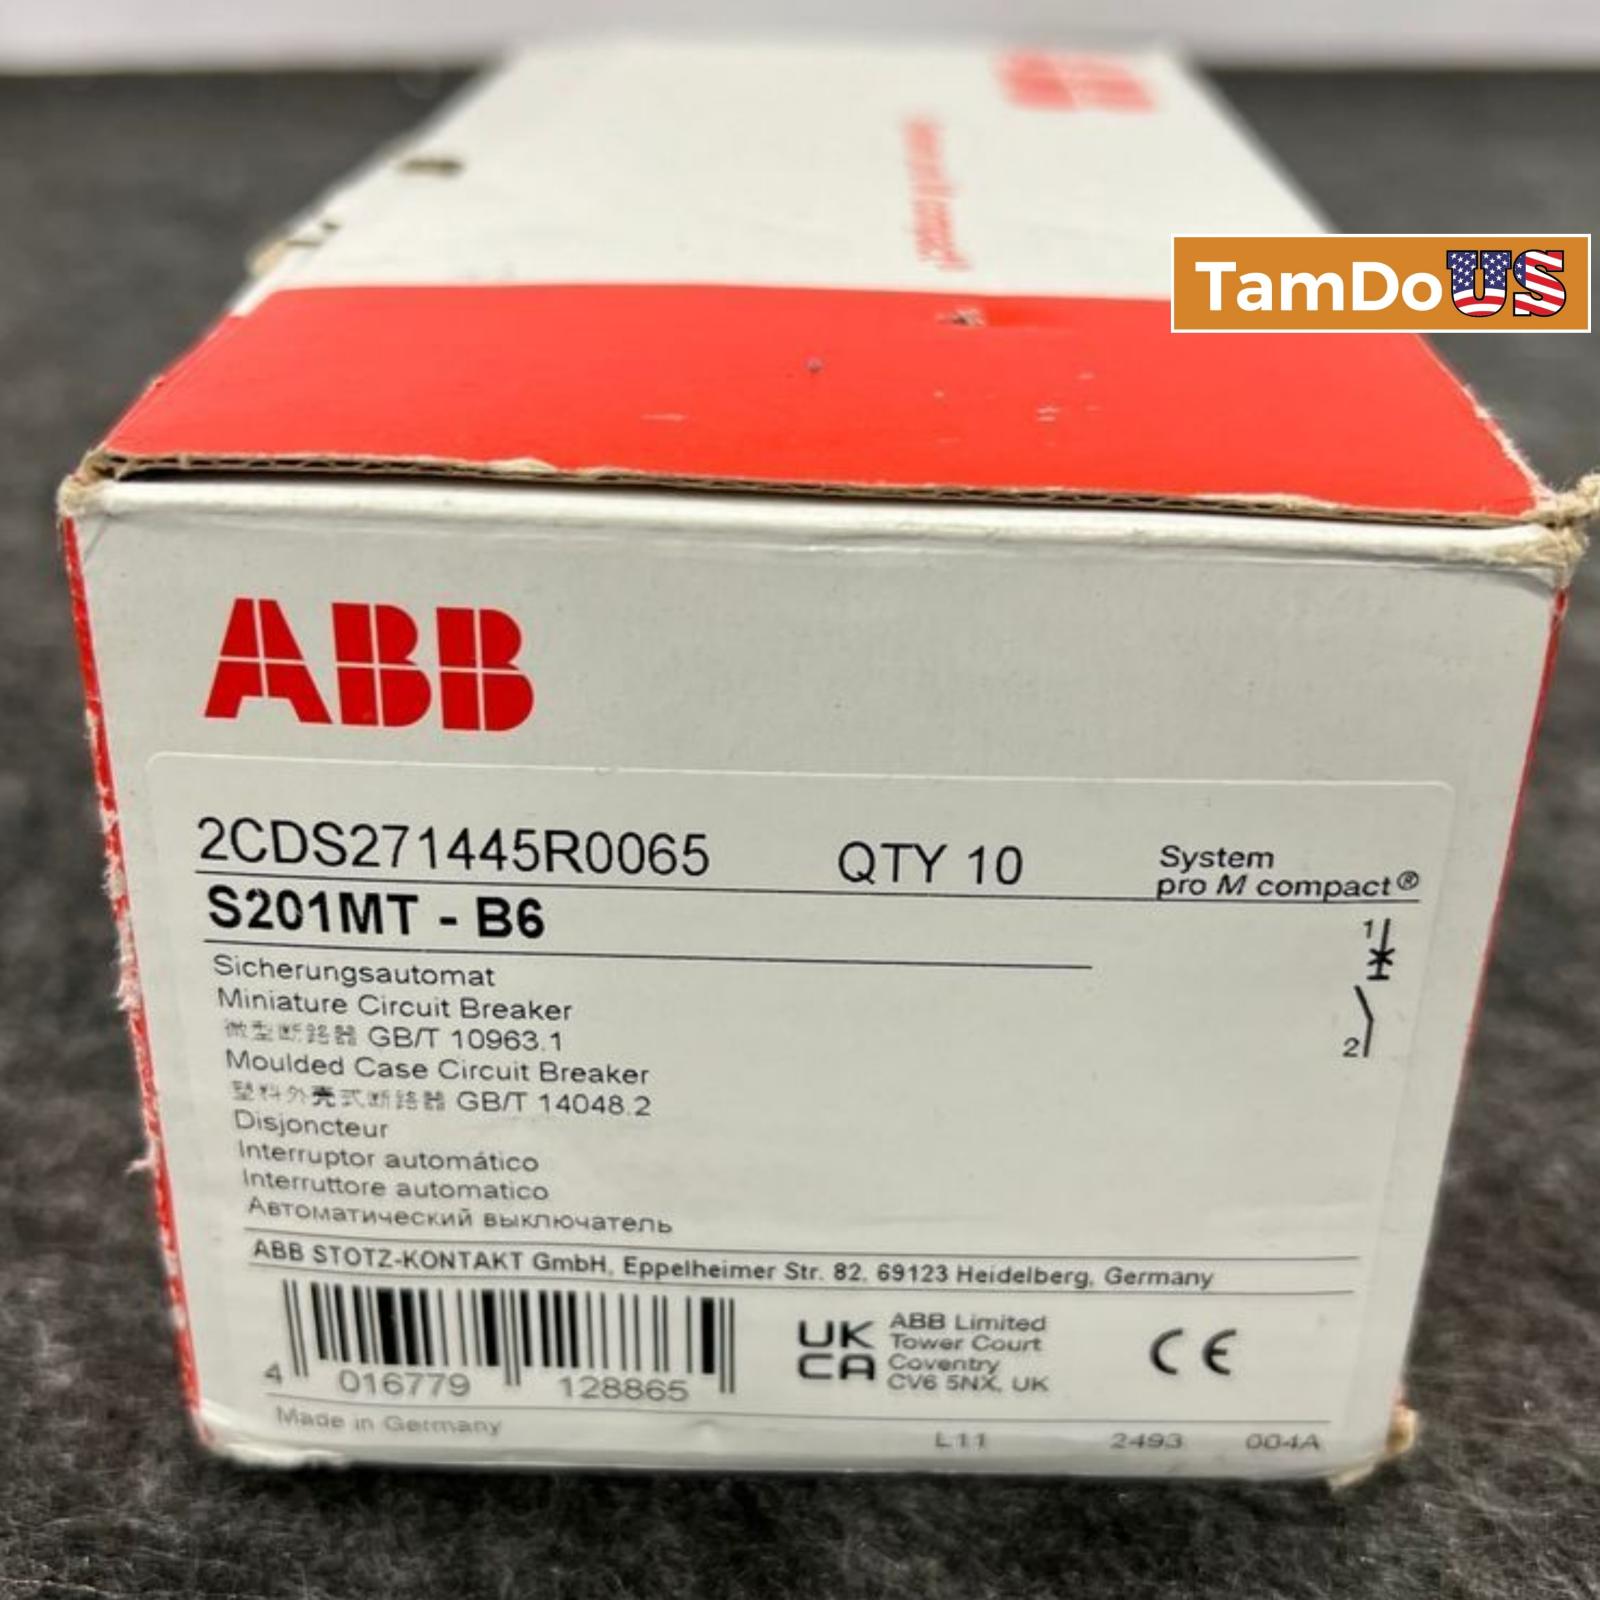 ABB
TamDoUS
ABB
2CDS271445R0065 QTY 10 System
pro M compact®
S201MT - B6
1
2
Sicherungsautomat
Miniature Circuit Breaker
微型断路器 GB/T 10963.1
Moulded Case Circuit Breaker
塑料外壳式断路器 GB/T 14048.2
Disjoncteur
Interruptor automático
Interruttore automatico
Автоматический выключатель
ABB STOTZ-KONTAKT GmbH, Eppelheimer Str. 82, 69123 Heidelberg, Germany
4 016779 128865
UK
CA
ABB Limited
Tower Court
Coventry
CV6 5NX, UK
CE
Made in Germany
L11 2493 004A